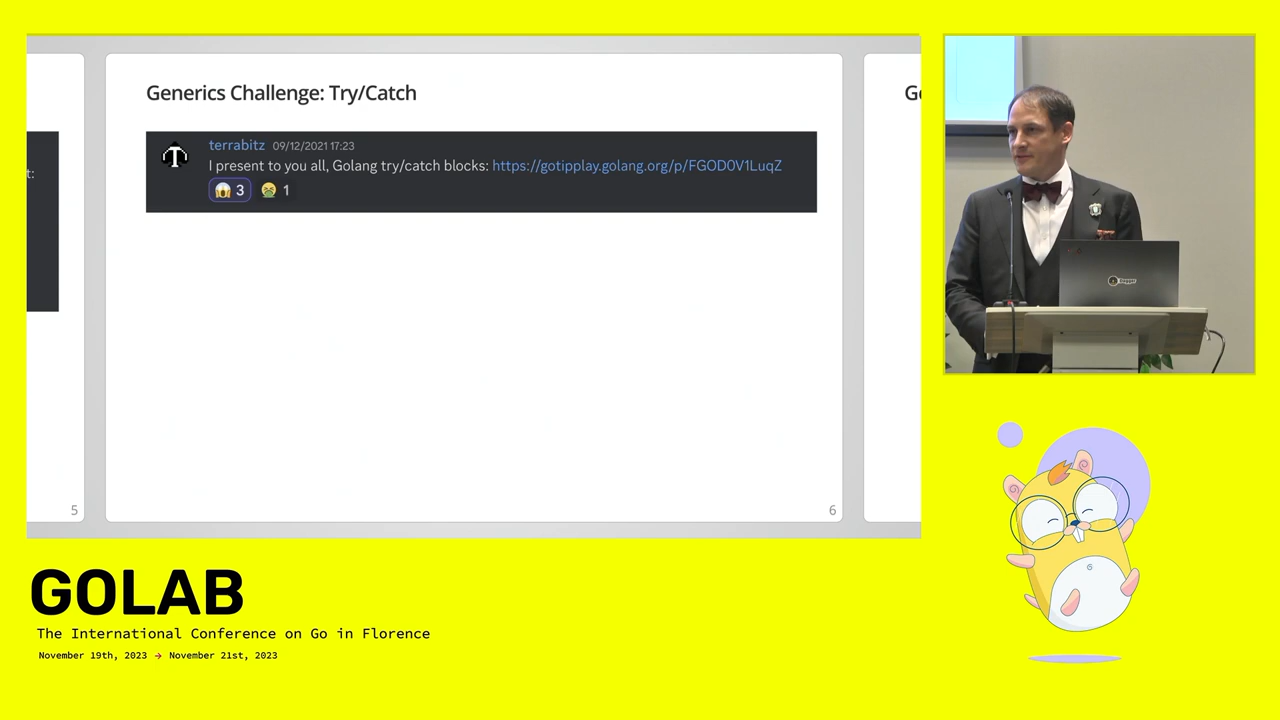 Generics Challenge: Try/Catch
terrabitz 09/12/2021 17:23
I present to you all, Golang try/catch blocks: https://gotipplay.golang.org/p/FGOD0V1LuqZ
3 1
t:
5
6
Ge
GOLAB
The International Conference on Go in Florence
November 19th, 2023 → November 21st, 2023